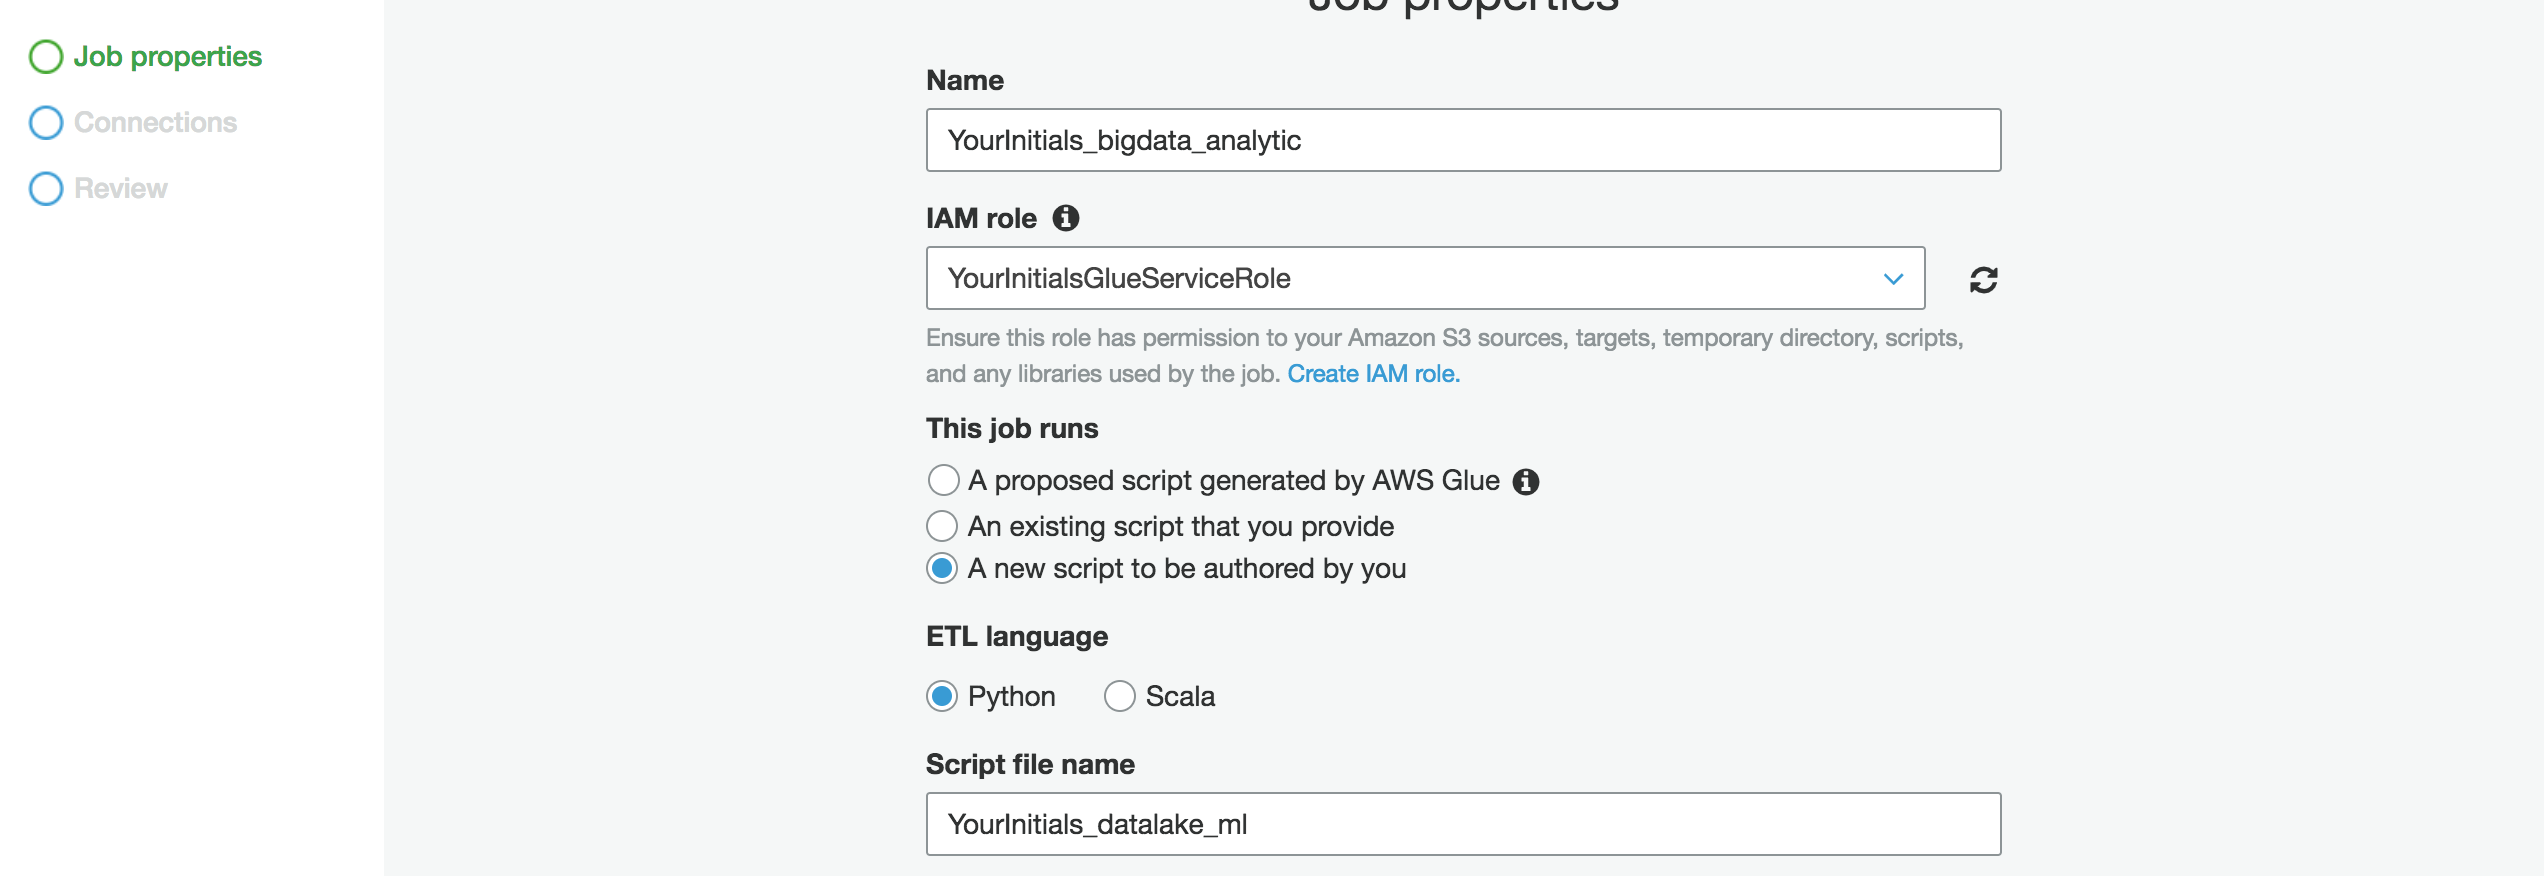 Job properties
Job properties
Connections
Review
Name
YourInitials_bigdata_analytic
IAM role
YourInitialsGlueServiceRole
Ensure this role has permission to your Amazon S3 sources, targets, temporary directory, scripts,
and any libraries used by the job. Create IAM role.
This job runs
A proposed script generated by AWS Glue
An existing script that you provide
A new script to be authored by you
ETL language
Python Scala
Script file name
YourInitials_datalake_ml